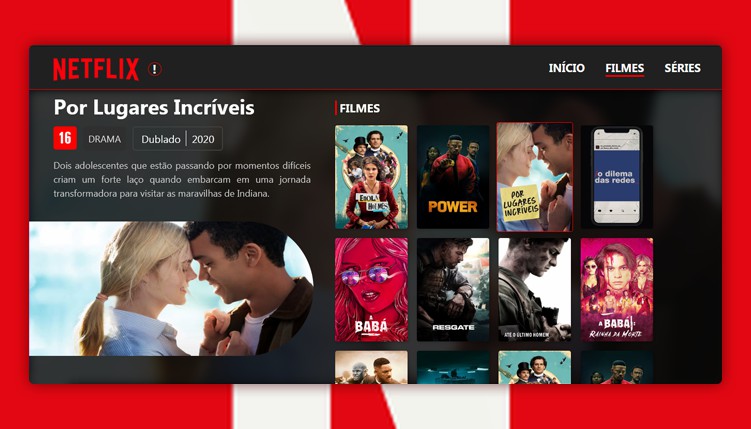 NETFLIX
!
INÍCIO FILMES SÉRIES
Por Lugares Incríveis
16 DRAMA Dublado 2020
Dois adolescentes que estão passando por momentos difíceis
criam um forte laço quando embarcam em uma jornada
transformadora para visitar as maravilhas de Indiana.
FILMES
ENOLA
HOLMES
POWER
POR
LUGARES
INCRÍVEIS
o dilema
das redes
A
BABÁ
RESGATE
ATÉ O ÚLTIMO HOMEM
A BABÁ
RAINHA DA MORTE